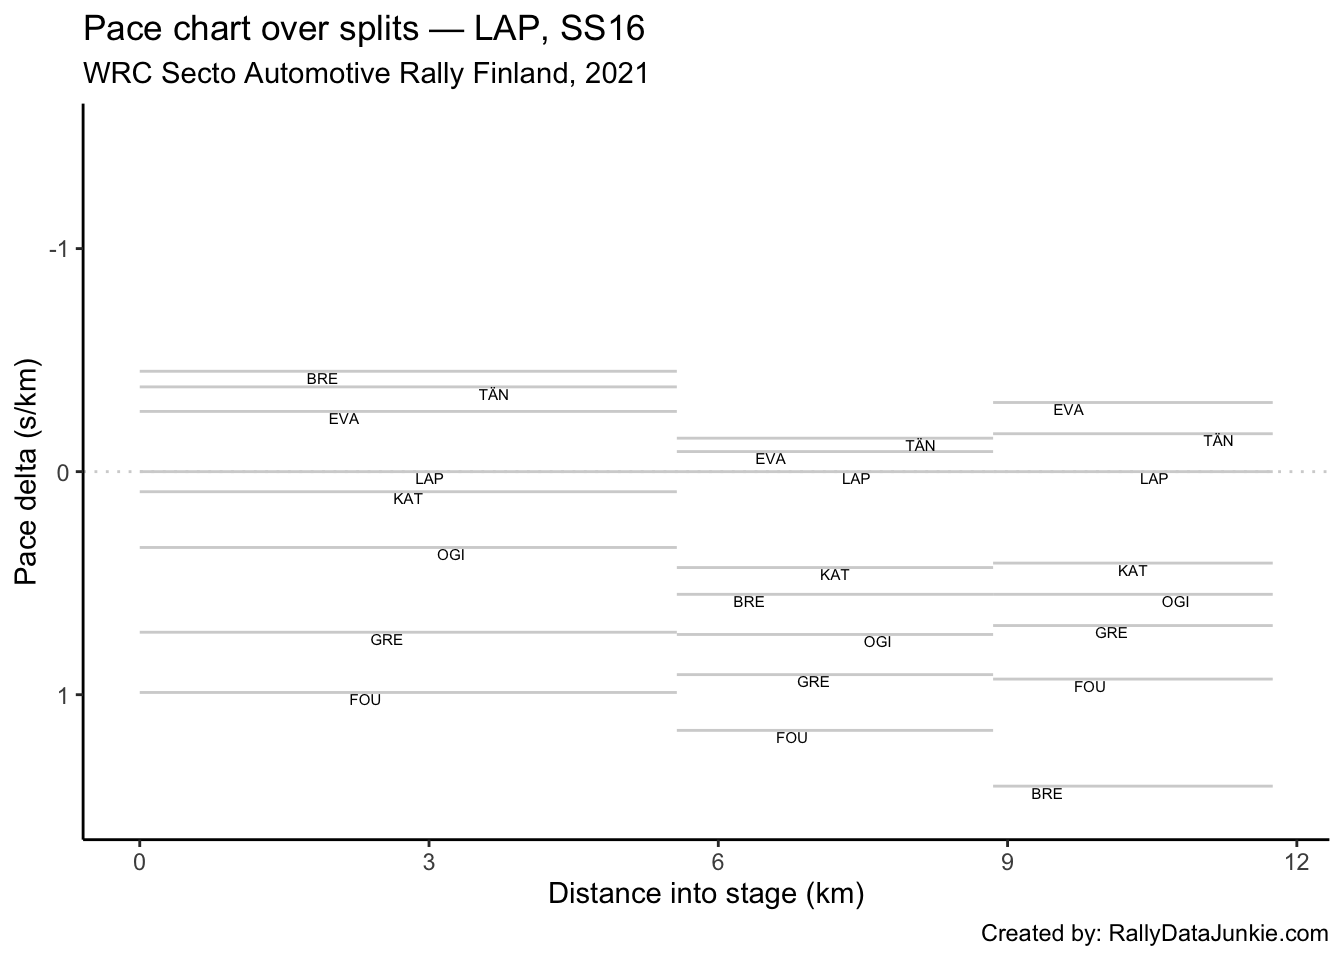 Pace chart over splits — LAP, SS16
WRC Secto Automotive Rally Finland, 2021
Pace delta (s/km)
-1
0
1
BRE
TÄN
EVA
LAP
KAT
OGI
GRE
FOU
TÄN
EVA
LAP
KAT
BRE
OGI
GRE
FOU
EVA
TÄN
LAP
KAT
OGI
GRE
FOU
BRE
0 3 6 9 12
Distance into stage (km)
Created by: RallyDataJunkie.com